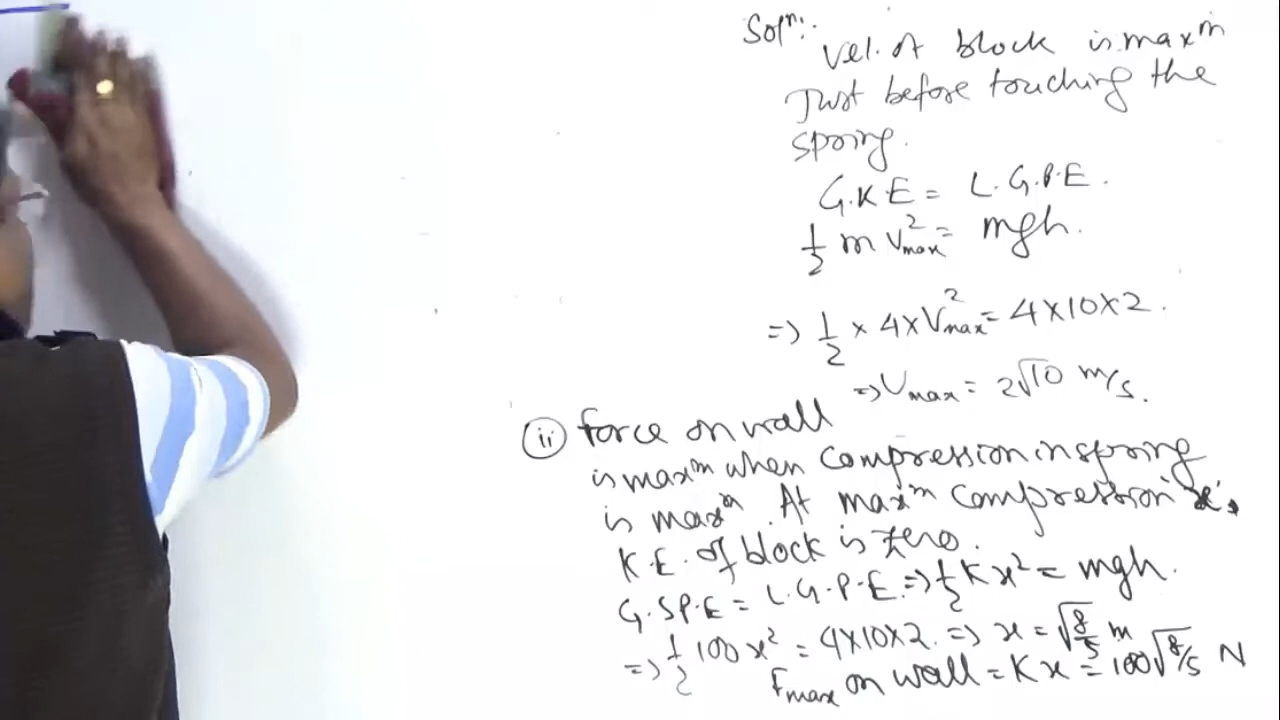 Solⁿ:.
Vel. of block is maxᵐ
Just before touching the
spring.
G.K.E = L.G.P.E.
½ m V²max = mgh.
=> ½ × 4 × V²max = 4×10×2.
=> Vmax = 2√10 m/s.
(ii) Force on wall
is maxᵐ when compression in spring
is maxᵐ. At maxᵐ compression 'x',
K.E. of block is zero.
G.S.P.E = L.G.P.E. => ½ K x² = mgh.
=> ½ 100 x² = 4×10×2. => x = √8/5 m
Fmax on wall = K x = 100√8/5 N